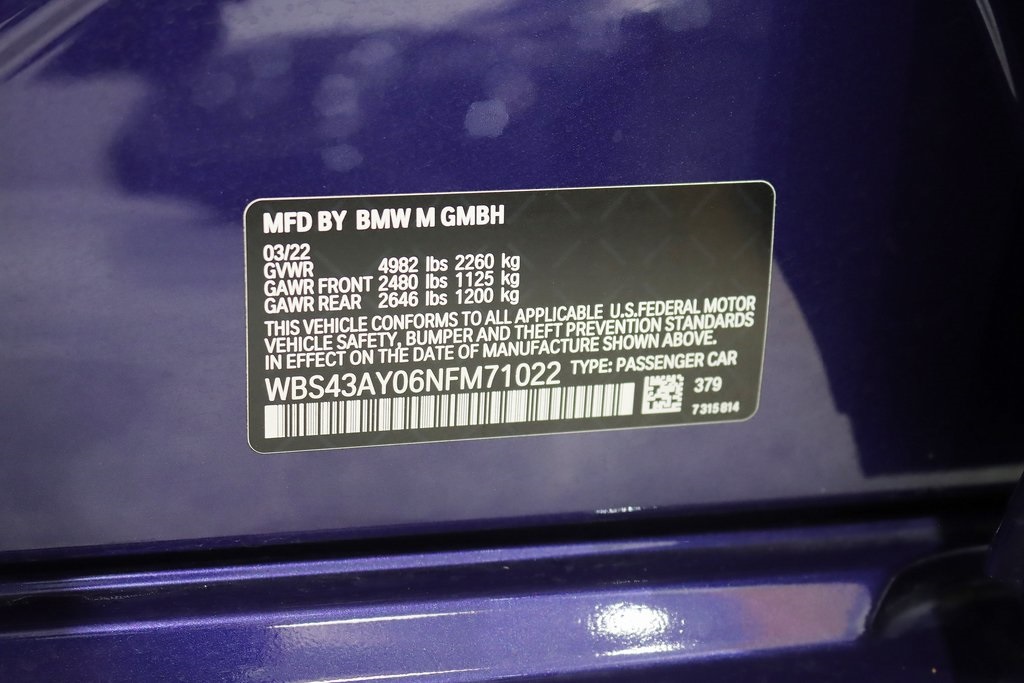 MFD BY BMW M GMBH
03/22
GVWR 4982 lbs 2260 kg
GAWR FRONT 2480 lbs 1125 kg
GAWR REAR 2646 lbs 1200 kg
THIS VEHICLE CONFORMS TO ALL APPLICABLE U.S.FEDERAL MOTOR
VEHICLE SAFETY, BUMPER AND THEFT PREVENTION STANDARDS
IN EFFECT ON THE DATE OF MANUFACTURE SHOWN ABOVE.
WBS43AY06NFM71022 TYPE: PASSENGER CAR
379
7315814